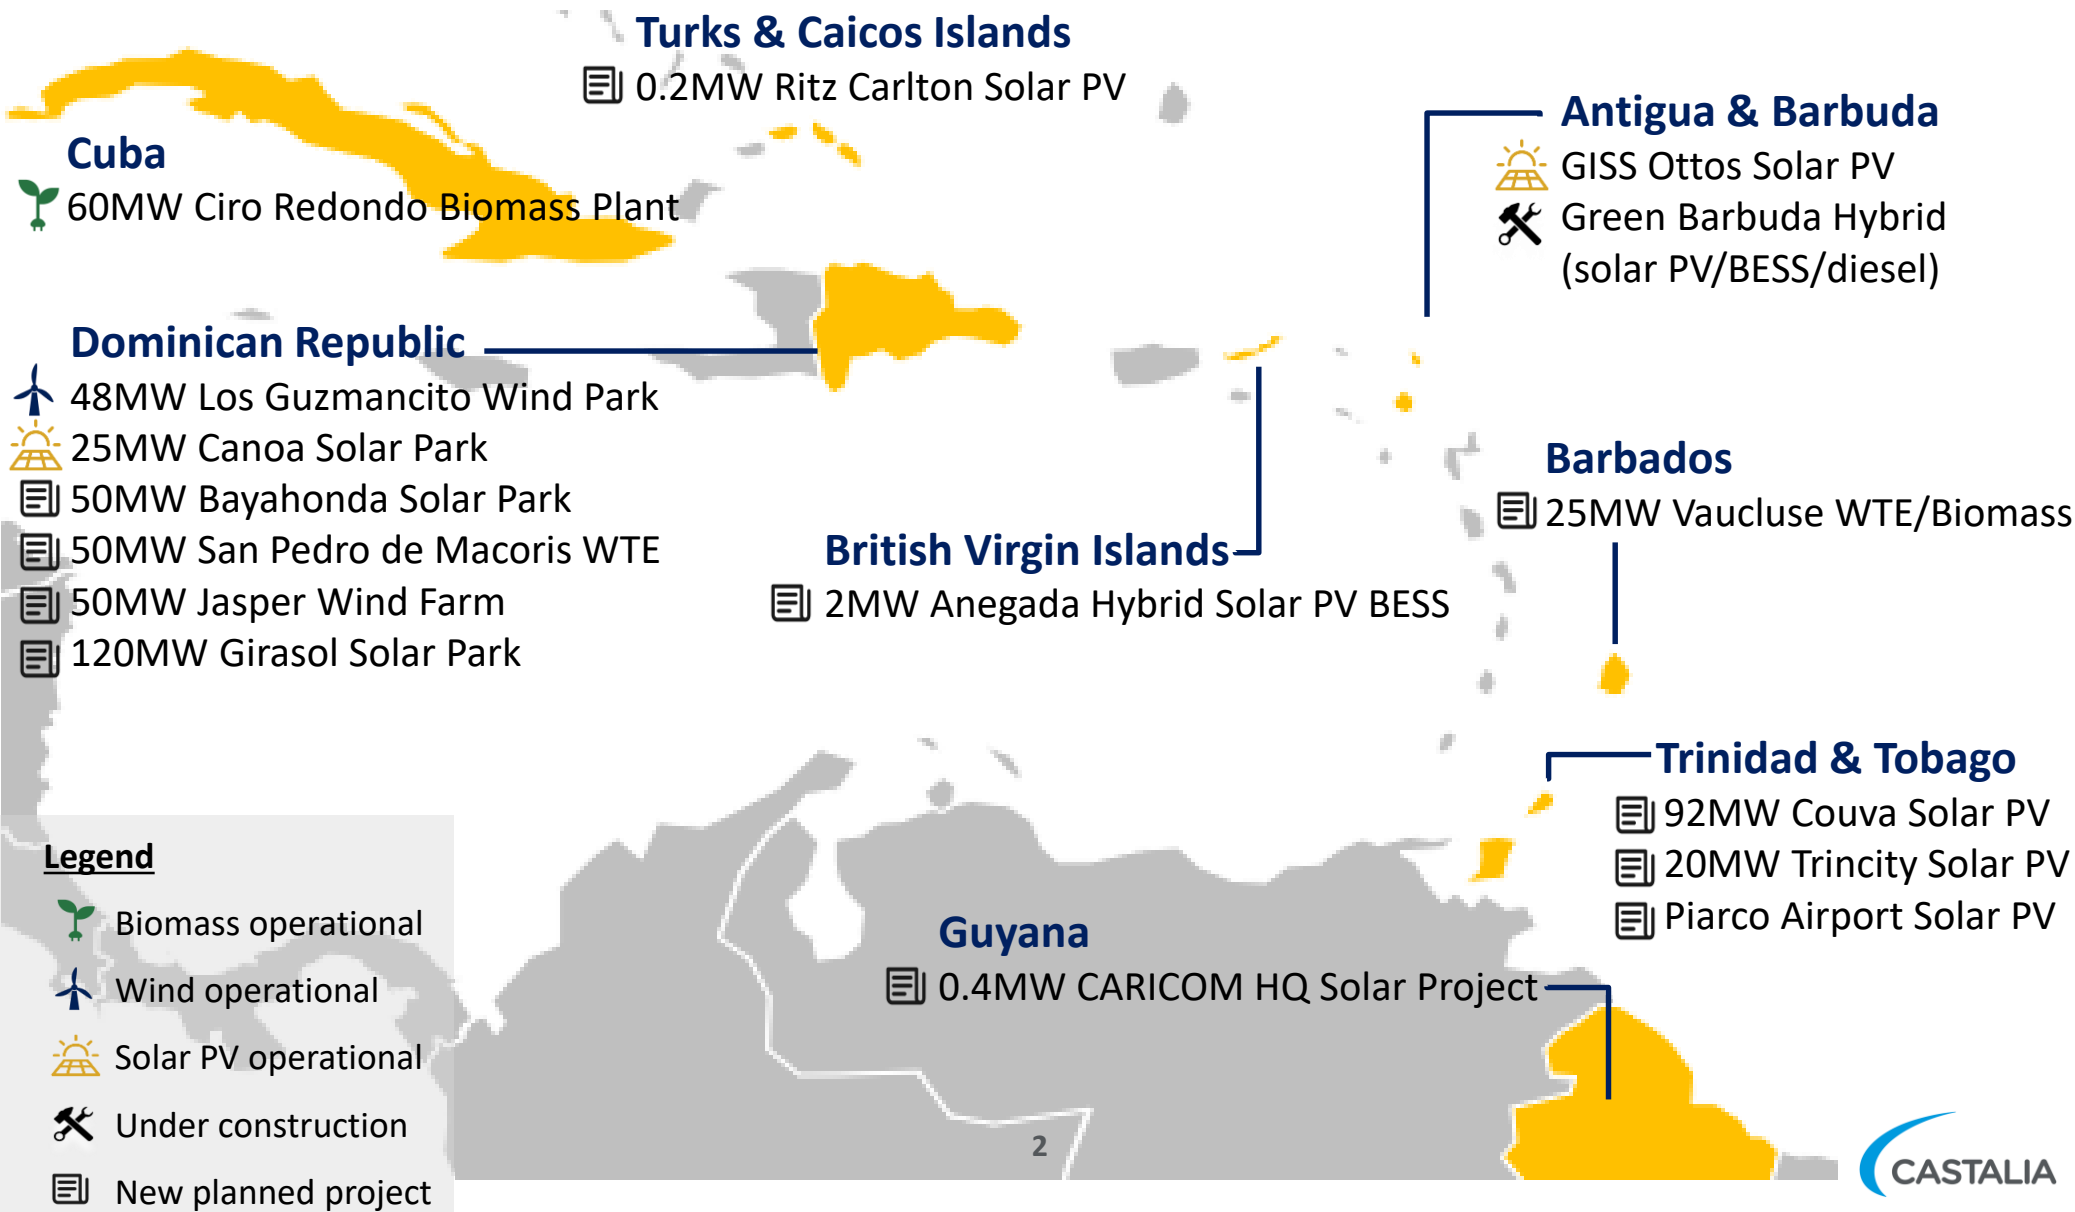 Turks & Caicos Islands
0.2MW Ritz Carlton Solar PV
Cuba
60MW Ciro Redondo Biomass Plant
Antigua & Barbuda
GISS Ottos Solar PV
Green Barbuda Hybrid
(solar PV/BESS/diesel)
Dominican Republic
48MW Los Guzmancito Wind Park
25MW Canoa Solar Park
50MW Bayahonda Solar Park
50MW San Pedro de Macoris WTE
50MW Jasper Wind Farm
120MW Girasol Solar Park
British Virgin Islands
2MW Anegada Hybrid Solar PV BESS
Barbados
25MW Vaucluse WTE/Biomass
Trinidad & Tobago
92MW Couva Solar PV
20MW Trincity Solar PV
Piarco Airport Solar PV
Guyana
0.4MW CARICOM HQ Solar Project
Legend
Biomass operational
Wind operational
Solar PV operational
Under construction
New planned project
2
CASTALIA